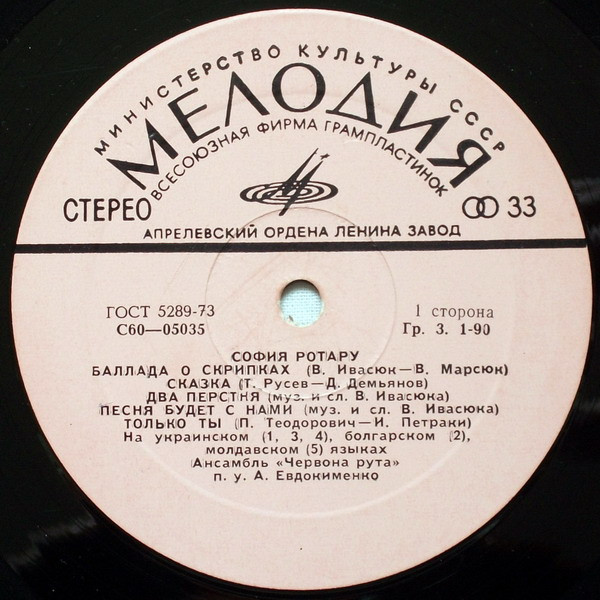 МИНИСТЕРСТВО КУЛЬТУРЫ СССР
МЕЛОДИЯ
ВСЕСОЮЗНАЯ ФИРМА ГРАМПЛАСТИНОК
СТЕРЕО
33
АПРЕЛЕВСКИЙ ОРДЕНА ЛЕНИНА ЗАВОД
ГОСТ 5289-73
1 сторона
С60—05035
Гр. 3. 1-90
СОФИЯ РОТАРУ
БАЛЛАДА О СКРИПКАХ (В. Ивасюк—В. Марсюк)
СКАЗКА (Т. Русев—Д. Демьянов)
ДВА ПЕРСТНЯ (муз. и сл. В. Ивасюка)
ПЕСНЯ БУДЕТ С НАМИ (муз. и сл. В. Ивасюка)
ТОЛЬКО ТЫ (П. Теодорович—И. Петраки)
На украинском (1, 3, 4), болгарском (2),
молдавском (5) языках
Ансамбль «Червона рута»
п. у. А. Евдокименко